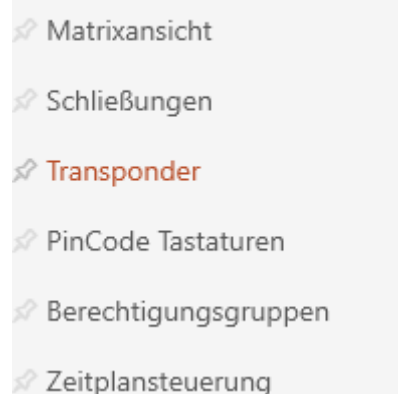 Matrixansicht
Schließungen
Transponder
PinCode Tastaturen
Berechtigungsgruppen
Zeitplansteuerung